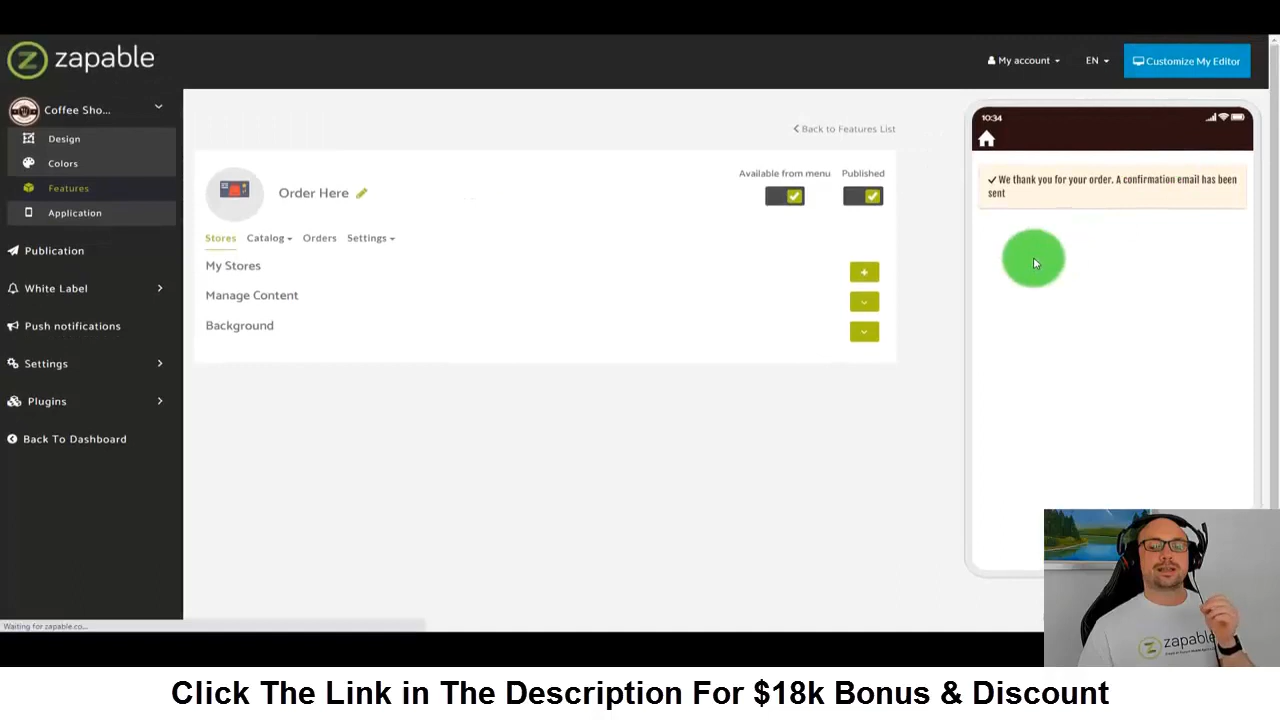 zapable
My account
EN
Customize My Editor
Coffee Sho...
Design
Colors
Features
Application
Publication
White Label
Push notifications
Settings
Plugins
Back To Dashboard
Back to Features List
Order Here
Available from menu
Published
Stores
Catalog
Orders
Settings
My Stores
Manage Content
Background
10:34
We thank you for your order. A confirmation email has been
sent
zapable
Waiting for zapable.co...
Click The Link in The Description For $18k Bonus & Discount